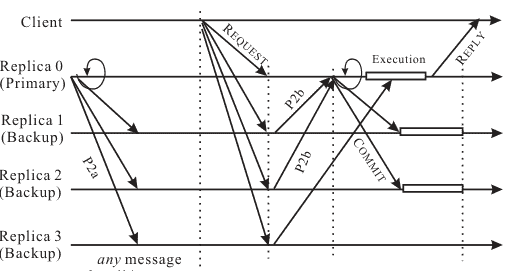 Client
REQUEST
REPLY
Replica 0
(Primary)
Execution
P2b
Replica 1
(Backup)
P2a
P2b
COMMIT
Replica 2
(Backup)
Replica 3
(Backup)
any message